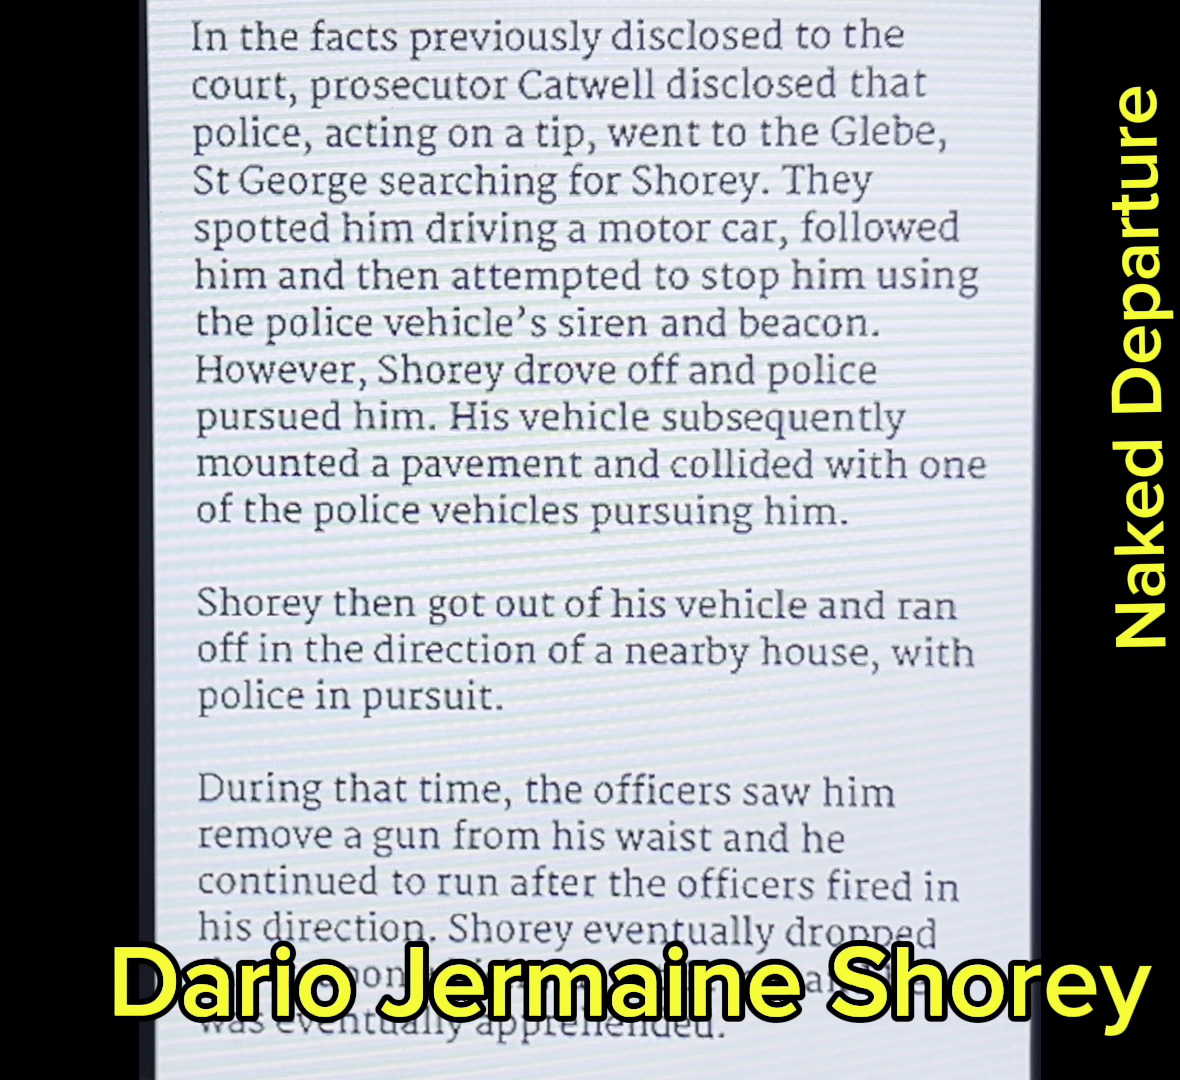 In the facts previously disclosed to the
court, prosecutor Catwell disclosed that
police, acting on a tip, went to the Glebe,
St George searching for Shorey. They
spotted him driving a motor car, followed
him and then attempted to stop him using
the police vehicle’s siren and beacon.
However, Shorey drove off and police
pursued him. His vehicle subsequently
mounted a pavement and collided with one
of the police vehicles pursuing him.
Shorey then got out of his vehicle and ran
off in the direction of a nearby house, with
police in pursuit.
During that time, the officers saw him
remove a gun from his waist and he
continued to run after the officers fired in
his direction. Shorey eventually dropped
was eventually apprehended.
Dario Jermaine Shorey
Naked Departure